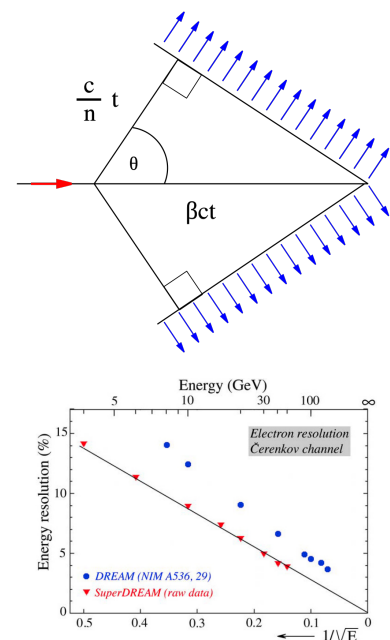 c
n t
θ
βct
Energy (GeV)
5 10 30 100 ∞
Energy resolution (%)
15
10
5
0
Electron resolution
Čerenkov channel
DREAM (NIM A536, 29)
SuperDREAM (raw data)
0.5 0.4 0.3 0.2 0.1 0
1/√E